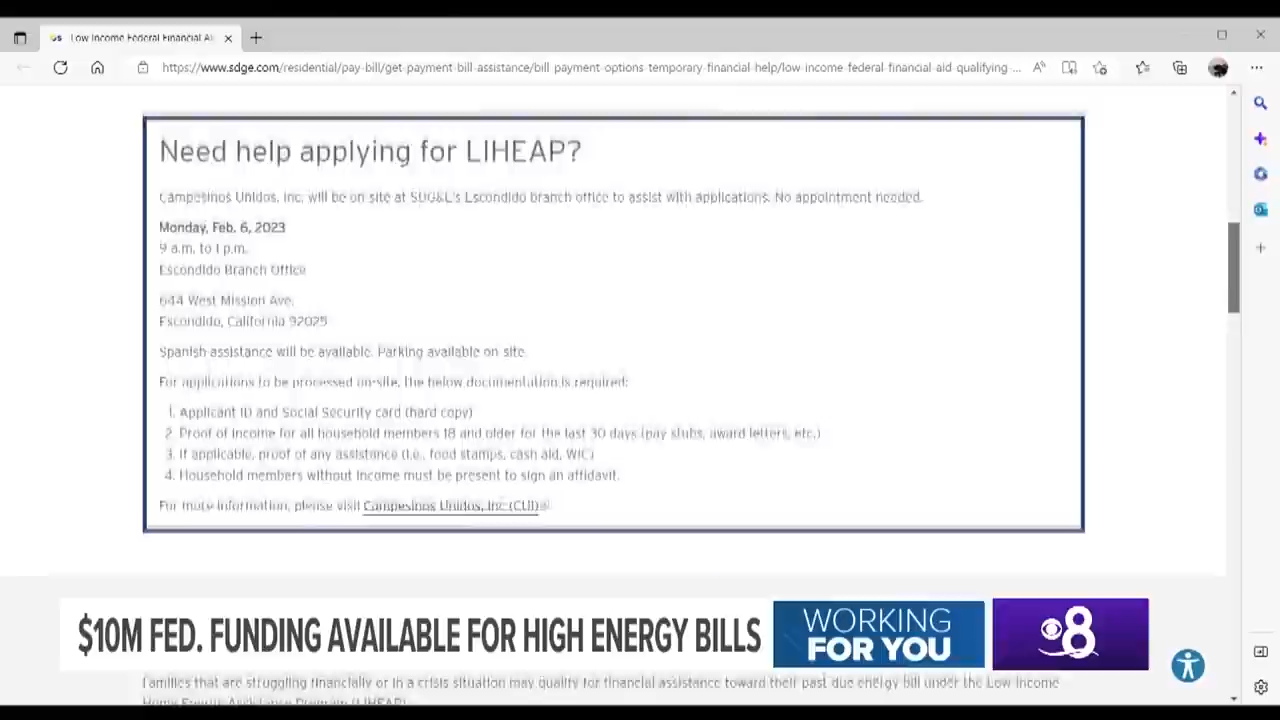 Low Income Federal Financial Ai
https://www.sdge.com/residential/pay-bill/get-payment-bill-assistance/bill-payment-options-temporary-financial-help/low-income-federal-financial-aid-qualifying-...
Need help applying for LIHEAP?
Campesinos Unidos, Inc. will be on site at SDG&E's Escondido branch office to assist with applications. No appointment needed.
Monday, Feb. 6, 2023
9 a.m. to 1 p.m.
Escondido Branch Office
644 West Mission Ave.
Escondido, California 92025
Spanish assistance will be available. Parking available on-site.
For applications to be processed on-site, the below documentation is required:
1. Applicant ID and Social Security card (hard copy)
2. Proof of income for all household members 18 and older for the last 30 days (pay stubs, award letters, etc.)
3. If applicable, proof of any assistance (i.e., food stamps, cash aid, WIC)
4. Household members without income must be present to sign an affidavit.
For more information, please visit Campesinos Unidos, Inc (CUI)
$10M FED. FUNDING AVAILABLE FOR HIGH ENERGY BILLS
WORKING
FOR YOU
8
Families that are struggling financially or in a crisis situation may qualify for financial assistance toward their past due energy bill under the Low Income
Home Energy Assistance Program (LIHEAP)